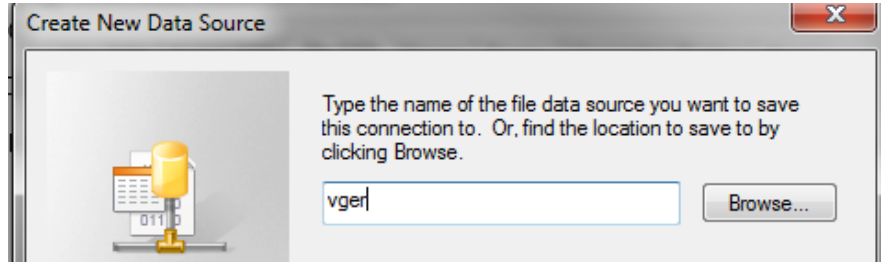 Create New Data Source
Type the name of the file data source you want to save
this connection to. Or, find the location to save to by
clicking Browse.
vger
Browse...